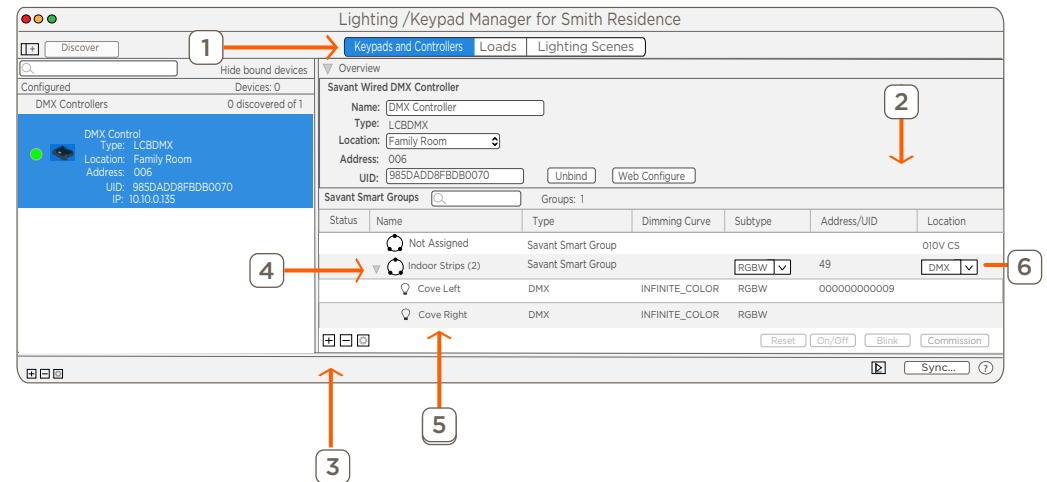 Lighting /Keypad Manager for Smith Residence
Discover
1
Keypads and Controllers Loads Lighting Scenes
Hide bound devices
Overview
Configured Devices: 0
DMX Controllers 0 discovered of 1
DMX Control
Type: LCBDMX
Location: Family Room
Address: 006
UID: 985DADD8FBDB0070
IP: 10.10.0.135
Savant Wired DMX Controller
Name: DMX Controller
Type: LCBDMX
Location: Family Room
Address: 006
UID: 985DADD8FBDB0070 Unbind Web Configure
2
Savant Smart Groups Groups: 1
Status Name Type Dimming Curve Subtype Address/UID Location
Not Assigned Savant Smart Group 010V CS
4 Indoor Strips (2) Savant Smart Group RGBW 49 DMX 6
Cove Left DMX INFINITE_COLOR RGBW 000000000009
Cove Right DMX INFINITE_COLOR RGBW
Reset On/Off Blink Commission
Sync... ?
5
3